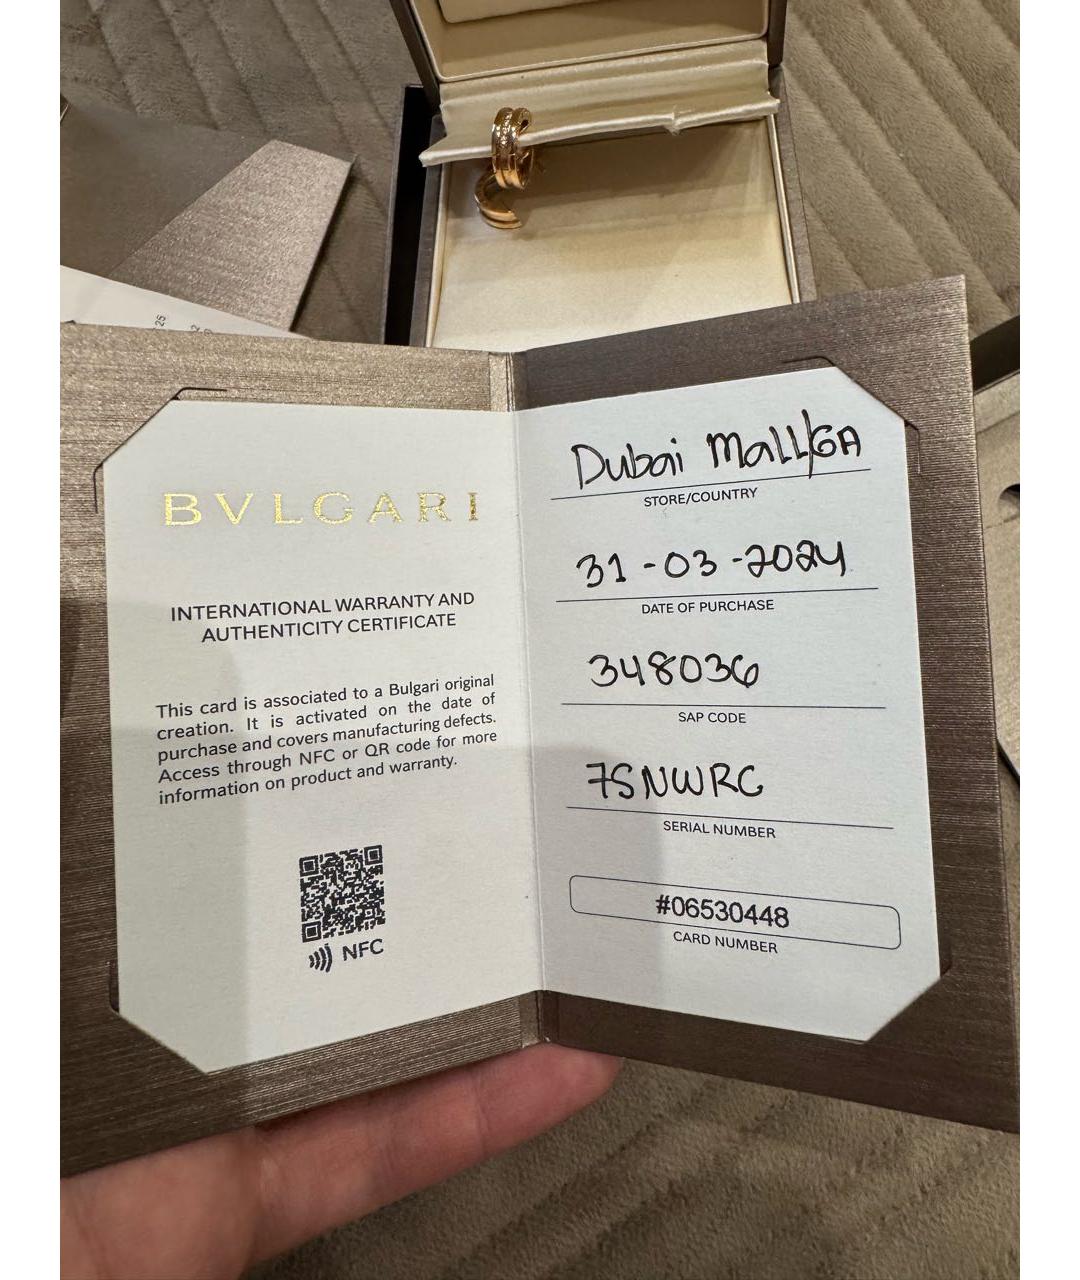 25
BVLGARI
INTERNATIONAL WARRANTY AND
AUTHENTICITY CERTIFICATE
This card is associated to a Bulgari original
creation. It is activated on the date of
purchase and covers manufacturing defects.
Access through NFC or QR code for more
information on product and warranty.
NFC
Dubai Mall/GA
STORE/COUNTRY
31-03-2024
DATE OF PURCHASE
348036
SAP CODE
7SNWRG
SERIAL NUMBER
#06530448
CARD NUMBER